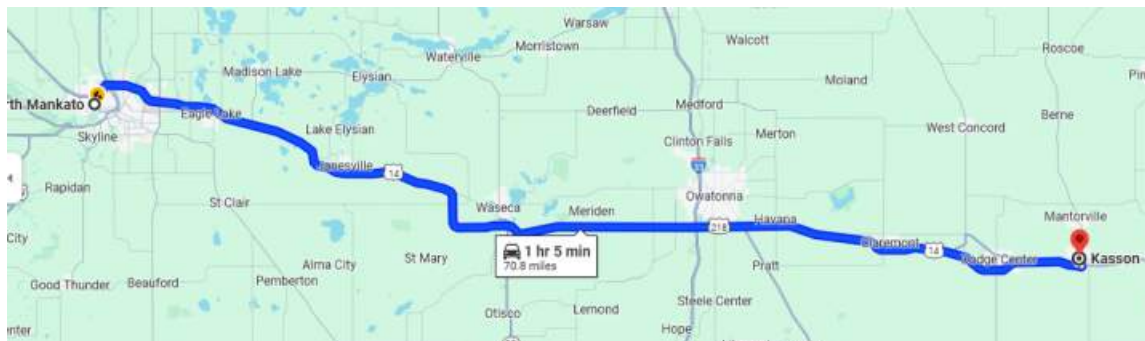 Warsaw
Walcott
Roscoe
Morristown
Waterville
Madison Lake
Elysian
Moland
Pin
rth Mankato
Eagle Lake
Deerfield
Medford
Berne
Skyline
Lake Elysian
Clinton Falls
Merton
West Concord
Janesville
14
35
Rapidan
St Clair
Owatonna
Waseca
Meriden
Havana
Mantorville
City
218
Claremont
1 hr 5 min
70.8 miles
14
Dodge Center
Kasson
St Mary
Alma City
Pratt
Good Thunder
Beauford
Pemberton
Steele Center
Otisco
Lemond
Hope
enter